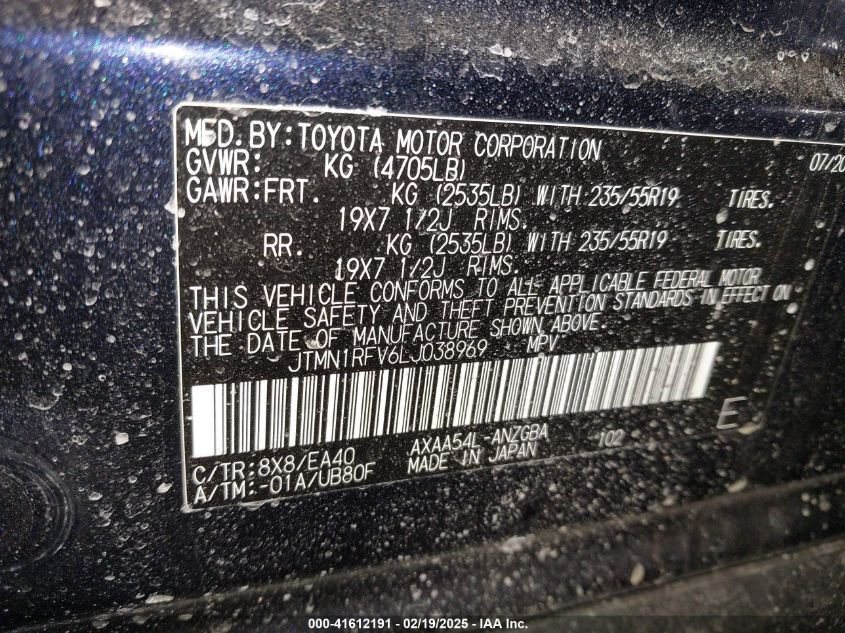 MFD. BY: TOYOTA MOTOR CORPORATION 07/20
GVWR: KG (4705LB)
GAWR: FRT. KG (2535LB) WITH 235/55R19 TIRES.
19X7 1/2J RIMS.
RR. KG (2535LB) WITH 235/55R19 TIRES.
19X7 1/2J RIMS.
THIS VEHICLE CONFORMS TO ALL APPLICABLE FEDERAL MOTOR
VEHICLE SAFETY AND THEFT PREVENTION STANDARDS IN EFFECT ON
THE DATE OF MANUFACTURE SHOWN ABOVE.
JTMN1RFV6LJ038969 MPV
E
C/TR: 8X8/EA40 AXAA54L-ANZGBA 102
A/TM: -01A/UB80F MADE IN JAPAN
000-41612191 - 02/19/2025 - IAA Inc.